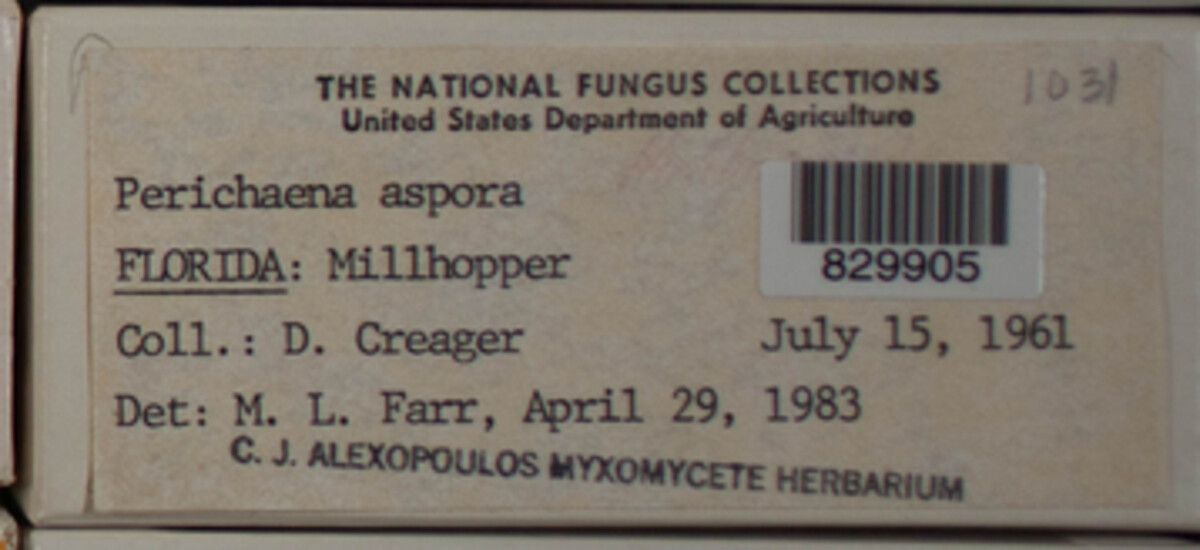 THE NATIONAL FUNGUS COLLECTIONS
1031
United States Department of Agriculture
Perichaena aspora
FLORIDA: Millhopper
829905
Coll.: D. Creager July 15, 1961
Det: M. L. Farr, April 29, 1983
C. J. ALEXOPOULOS MYXOMYCETE HERBARIUM